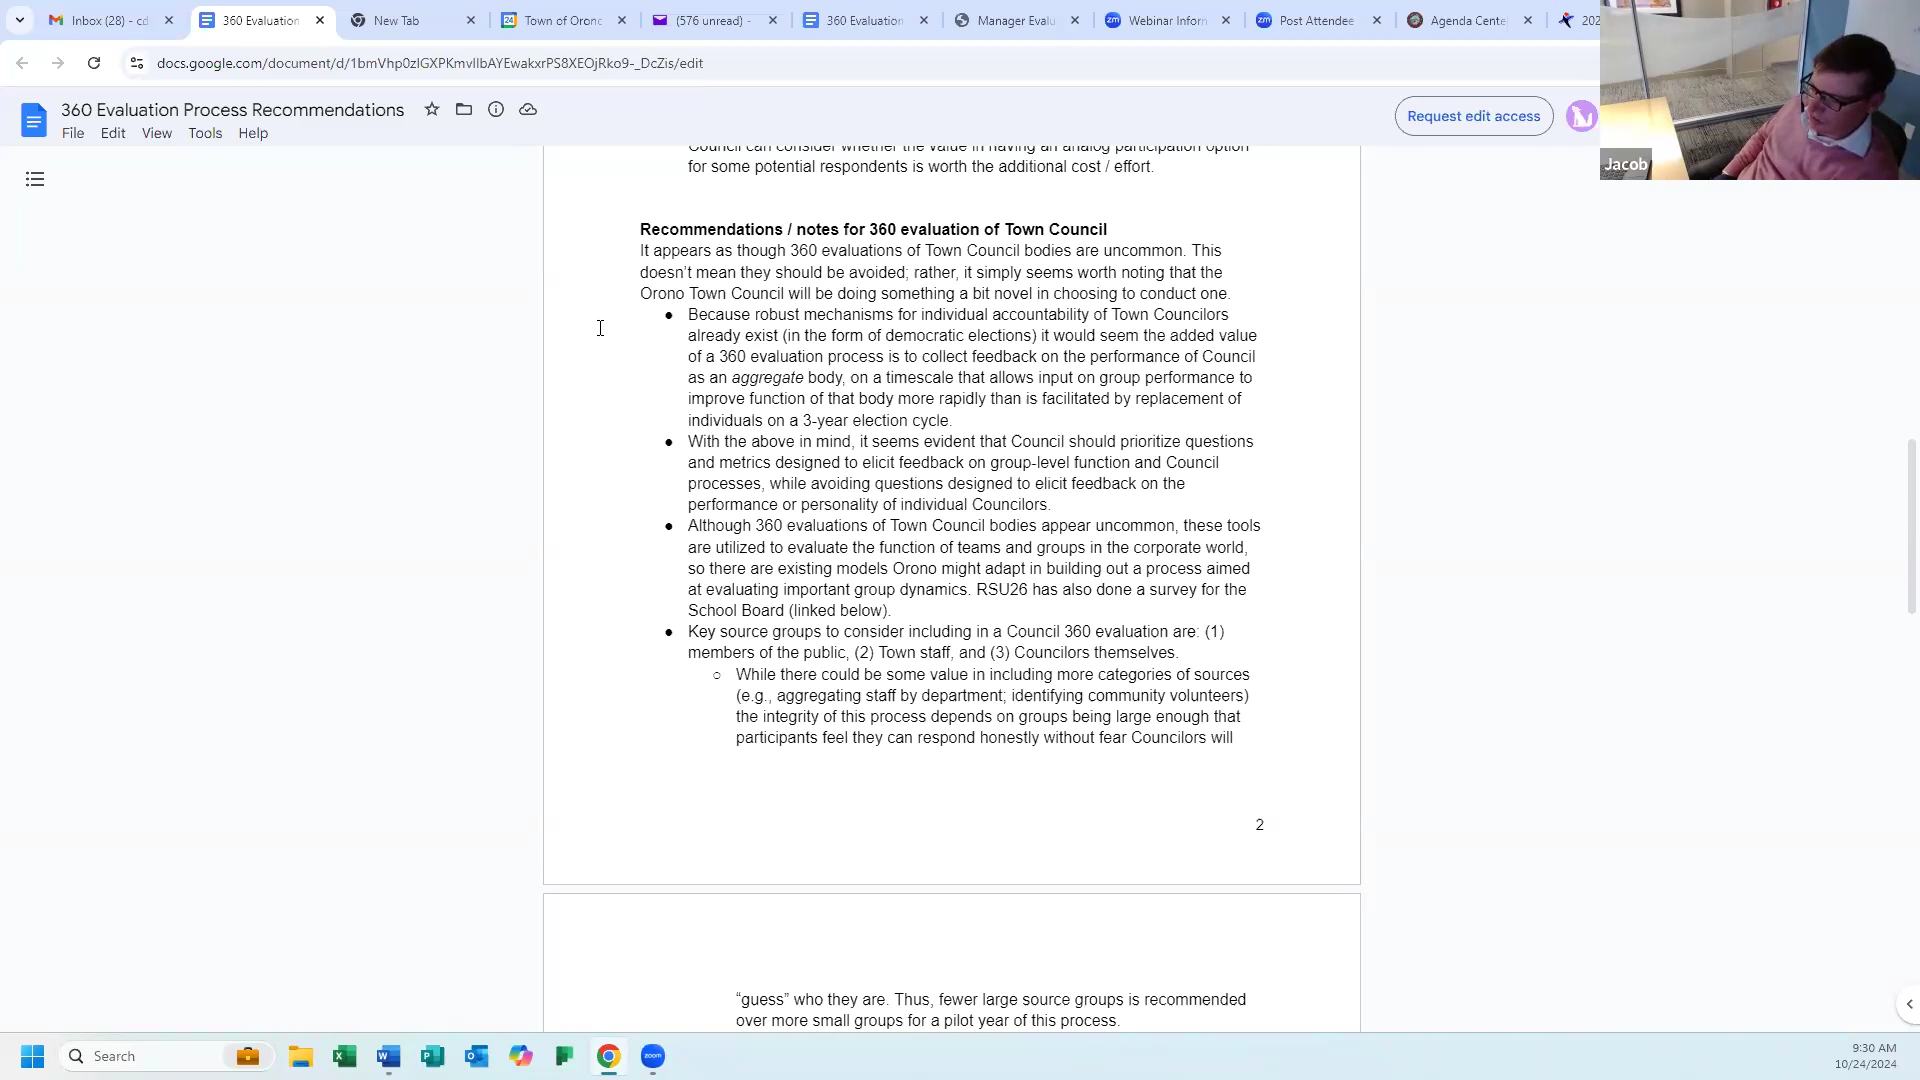 Inbox (28) - cd
360 Evaluation
New Tab
Town of Orono
(576 unread) -
360 Evaluation
Manager Evalu
Webinar Inforn
Post Attendee
Agenda Cente
202
docs.google.com/document/d/1bmVhp0zlGXPKmvIlbAYEwakxrPS8XEOjRko9-_DcZis/edit
360 Evaluation Process Recommendations
Request edit access
File Edit View Tools Help
Jacob
Council can consider whether the value in having an analog participation option
for some potential respondents is worth the additional cost / effort.
Recommendations / notes for 360 evaluation of Town Council
It appears as though 360 evaluations of Town Council bodies are uncommon. This
doesn’t mean they should be avoided; rather, it simply seems worth noting that the
Orono Town Council will be doing something a bit novel in choosing to conduct one.
● Because robust mechanisms for individual accountability of Town Councilors
already exist (in the form of democratic elections) it would seem the added value
of a 360 evaluation process is to collect feedback on the performance of Council
as an aggregate body, on a timescale that allows input on group performance to
improve function of that body more rapidly than is facilitated by replacement of
individuals on a 3-year election cycle.
● With the above in mind, it seems evident that Council should prioritize questions
and metrics designed to elicit feedback on group-level function and Council
processes, while avoiding questions designed to elicit feedback on the
performance or personality of individual Councilors.
● Although 360 evaluations of Town Council bodies appear uncommon, these tools
are utilized to evaluate the function of teams and groups in the corporate world,
so there are existing models Orono might adapt in building out a process aimed
at evaluating important group dynamics. RSU26 has also done a survey for the
School Board (linked below).
● Key source groups to consider including in a Council 360 evaluation are: (1)
members of the public, (2) Town staff, and (3) Councilors themselves.
○ While there could be some value in including more categories of sources
(e.g., aggregating staff by department; identifying community volunteers)
the integrity of this process depends on groups being large enough that
participants feel they can respond honestly without fear Councilors will
2
“guess” who they are. Thus, fewer large source groups is recommended
over more small groups for a pilot year of this process.
Search
9:30 AM
10/24/2024